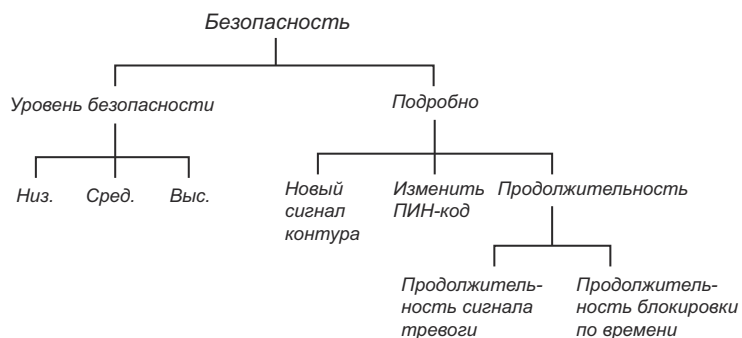 Безопасность
Уровень безопасности
Подробно
Низ.
Сред.
Выс.
Новый
сигнал
контура
Изменить
ПИН-код
Продолжительность
Продолжитель-
ность сигнала
тревоги
Продолжитель-
ность блокировки
по времени